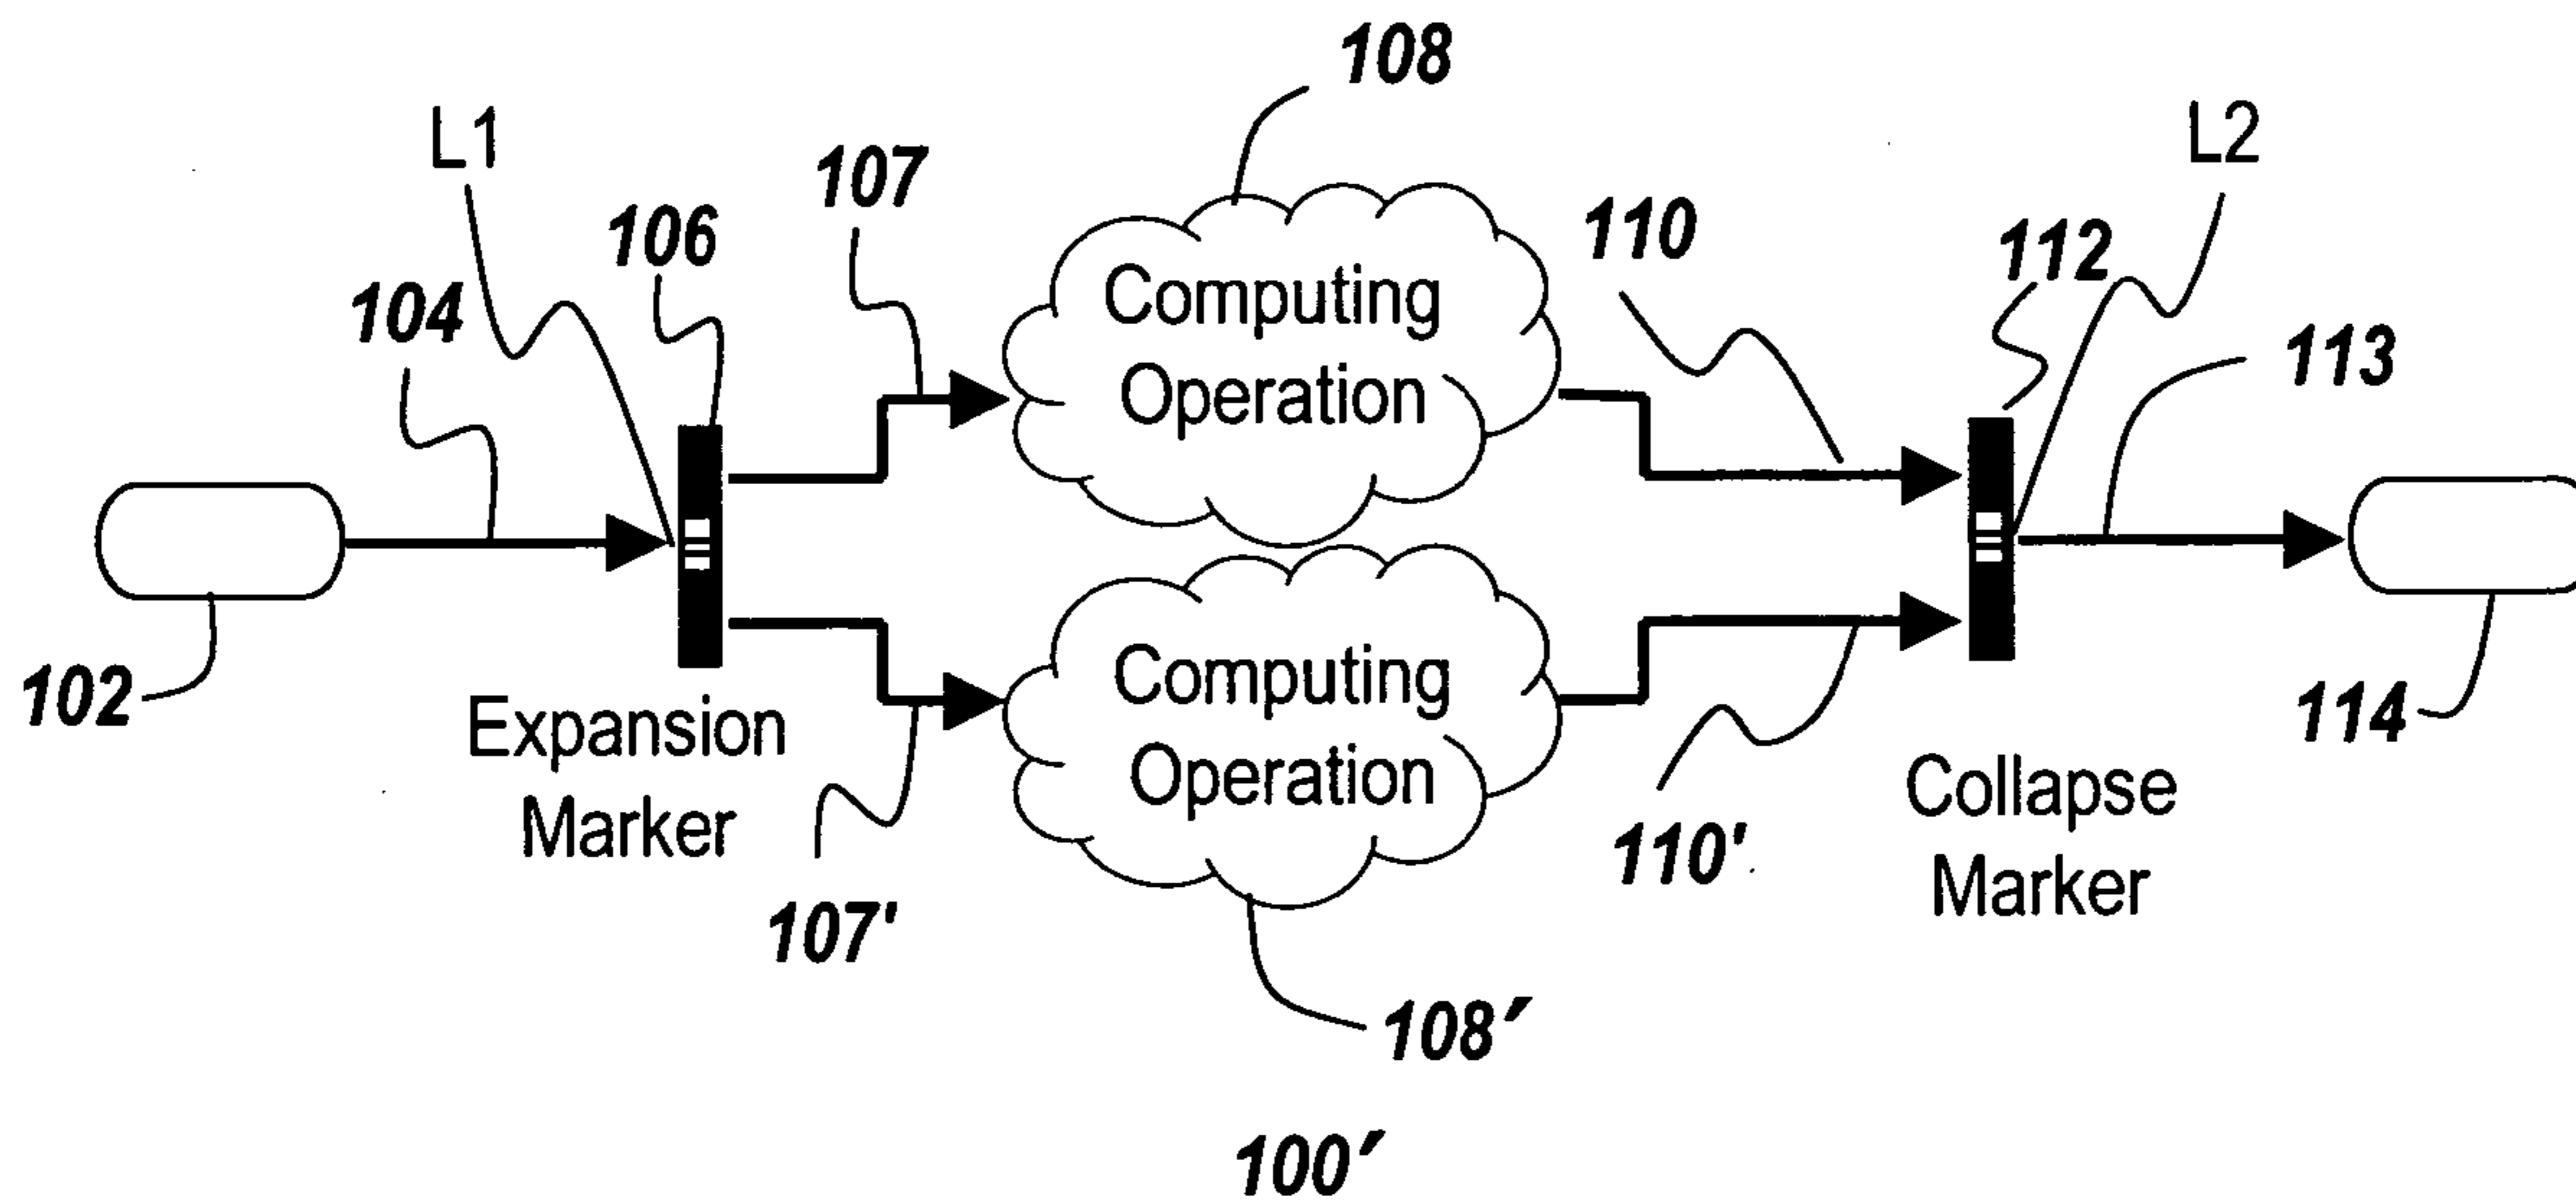 108
L1
L2
107
106
110
112
104
Computing
Operation
113
102
Expansion
Marker
Computing
Operation
114
Collapse
Marker
110'
107'
108'
100'